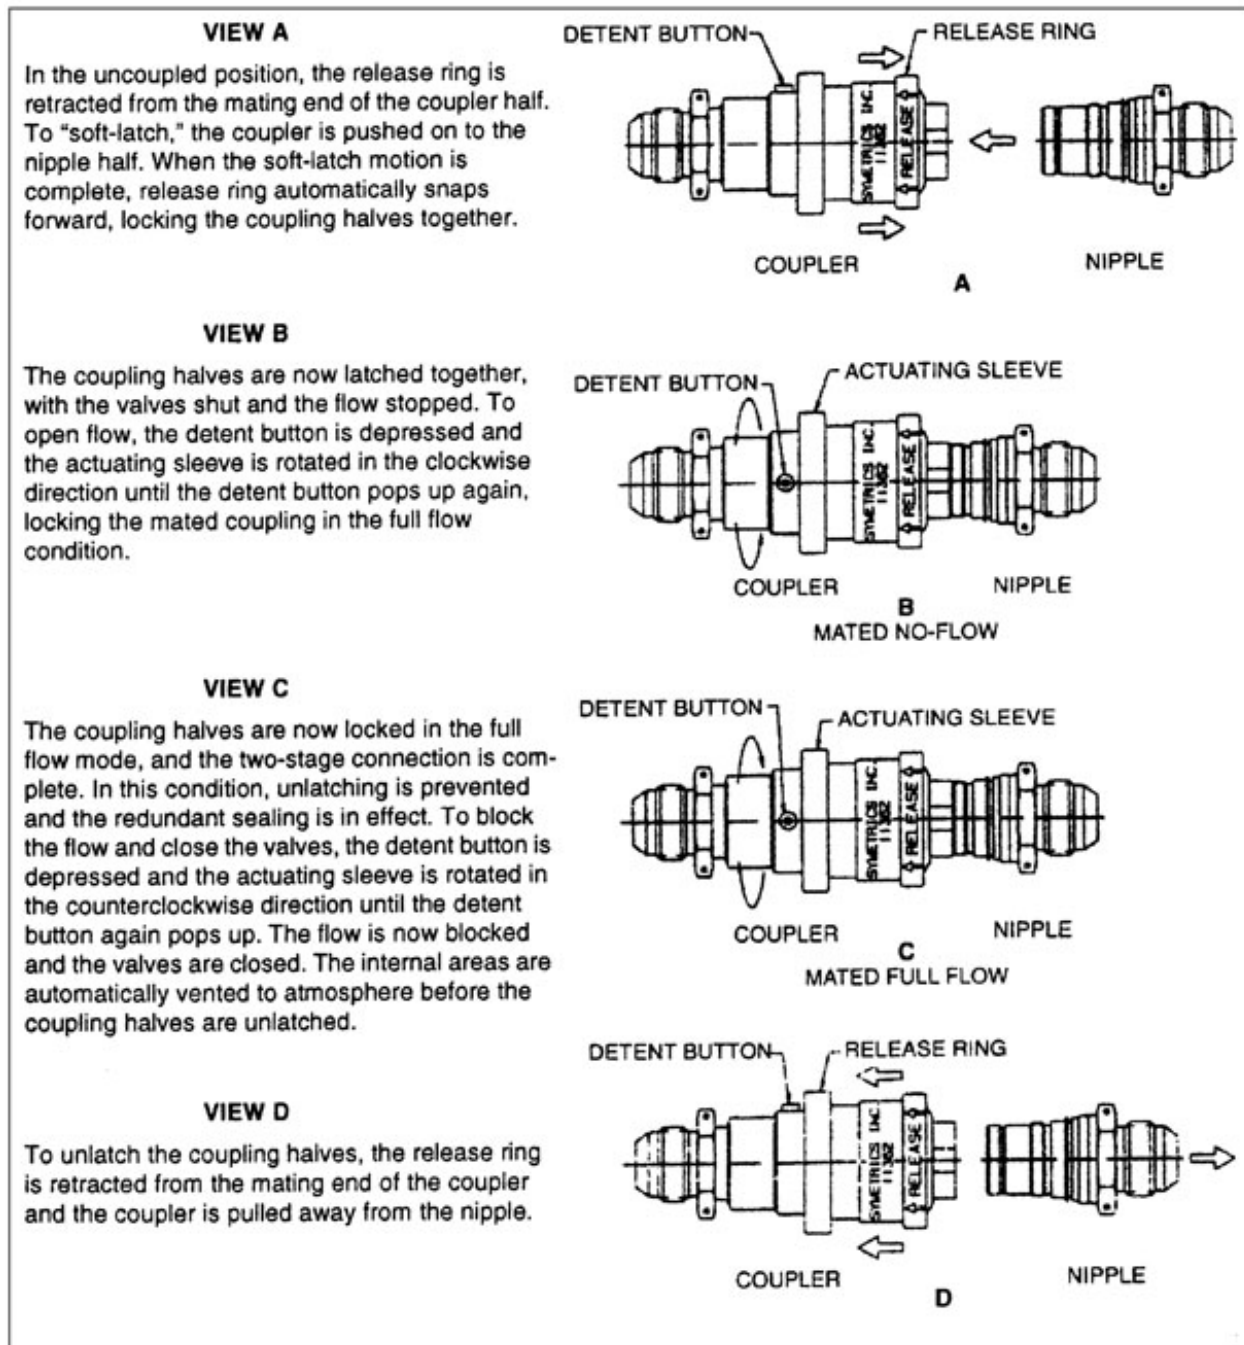 VIEW A
In the uncoupled position, the release ring is
retracted from the mating end of the coupler half.
To "soft-latch," the coupler is pushed on to the
nipple half. When the soft-latch motion is
complete, release ring automatically snaps
forward, locking the coupling halves together.
DETENT BUTTON
RELEASE RING
SYMETRICS INC.
11362
RELEASE
COUPLER
NIPPLE
A
VIEW B
The coupling halves are now latched together,
with the valves shut and the flow stopped. To
open flow, the detent button is depressed and
the actuating sleeve is rotated in the clockwise
direction until the detent button pops up again,
locking the mated coupling in the full flow
condition.
DETENT BUTTON
ACTUATING SLEEVE
SYMETRICS INC.
11362
RELEASE
COUPLER
NIPPLE
B
MATED NO-FLOW
VIEW C
The coupling halves are now locked in the full
flow mode, and the two-stage connection is com-
plete. In this condition, unlatching is prevented
and the redundant sealing is in effect. To block
the flow and close the valves, the detent button is
depressed and the actuating sleeve is rotated in
the counterclockwise direction until the detent
button again pops up. The flow is now blocked
and the valves are closed. The internal areas are
automatically vented to atmosphere before the
coupling halves are unlatched.
DETENT BUTTON
ACTUATING SLEEVE
SYMETRICS INC.
11362
RELEASE
COUPLER
NIPPLE
C
MATED FULL FLOW
VIEW D
To unlatch the coupling halves, the release ring
is retracted from the mating end of the coupler
and the coupler is pulled away from the nipple.
DETENT BUTTON
RELEASE RING
SYMETRICS INC.
11362
RELEASE
COUPLER
NIPPLE
D